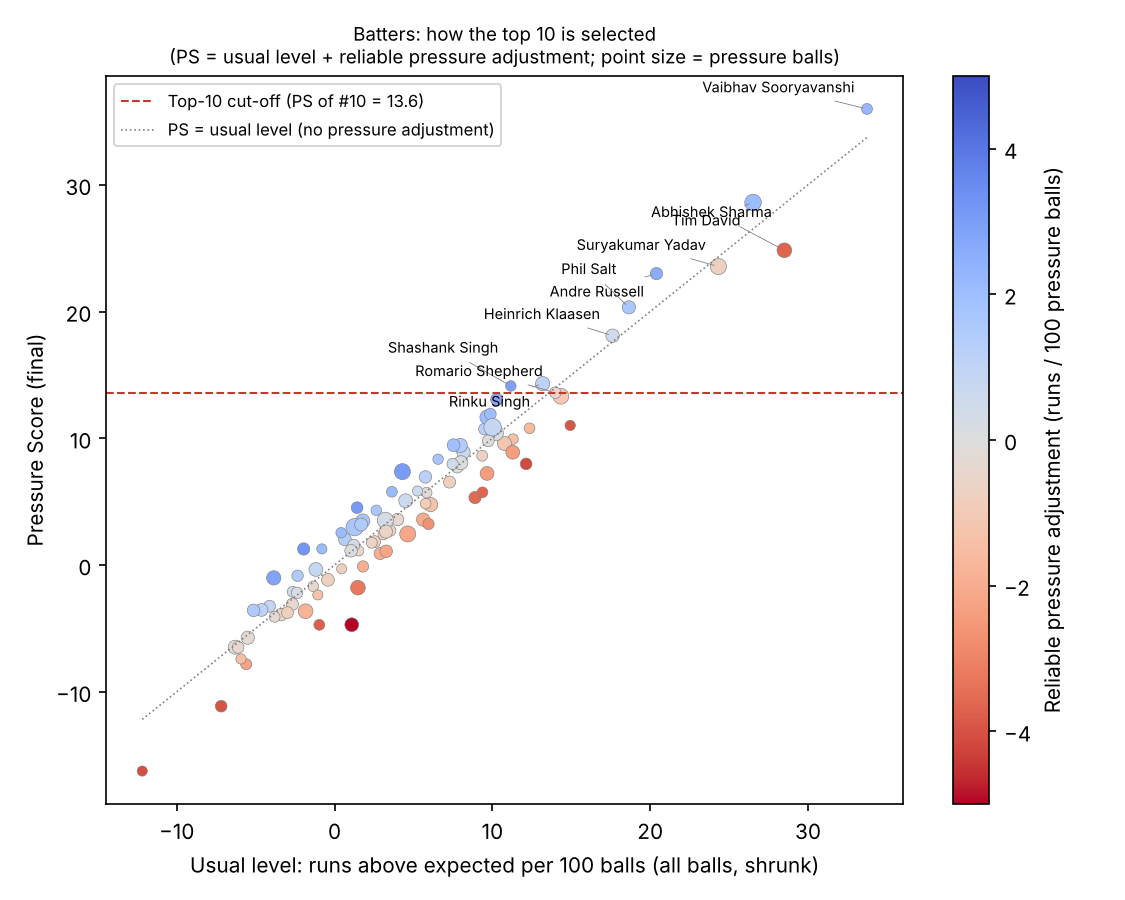 Batters: how the top 10 is selected
(PS = usual level + reliable pressure adjustment; point size = pressure balls)
Top-10 cut-off (PS of #10 = 13.6)
PS = usual level (no pressure adjustment)
Vaibhav Sooryavanshi
Abhishek Sharma
Tim David
Suryakumar Yadav
Phil Salt
Andre Russell
Heinrich Klaasen
Shashank Singh
Romario Shepherd
Rinku Singh
Pressure Score (final)
30
20
10
0
−10
−10
0
10
20
30
Usual level: runs above expected per 100 balls (all balls, shrunk)
4
2
0
−2
−4
Reliable pressure adjustment (runs / 100 pressure balls)